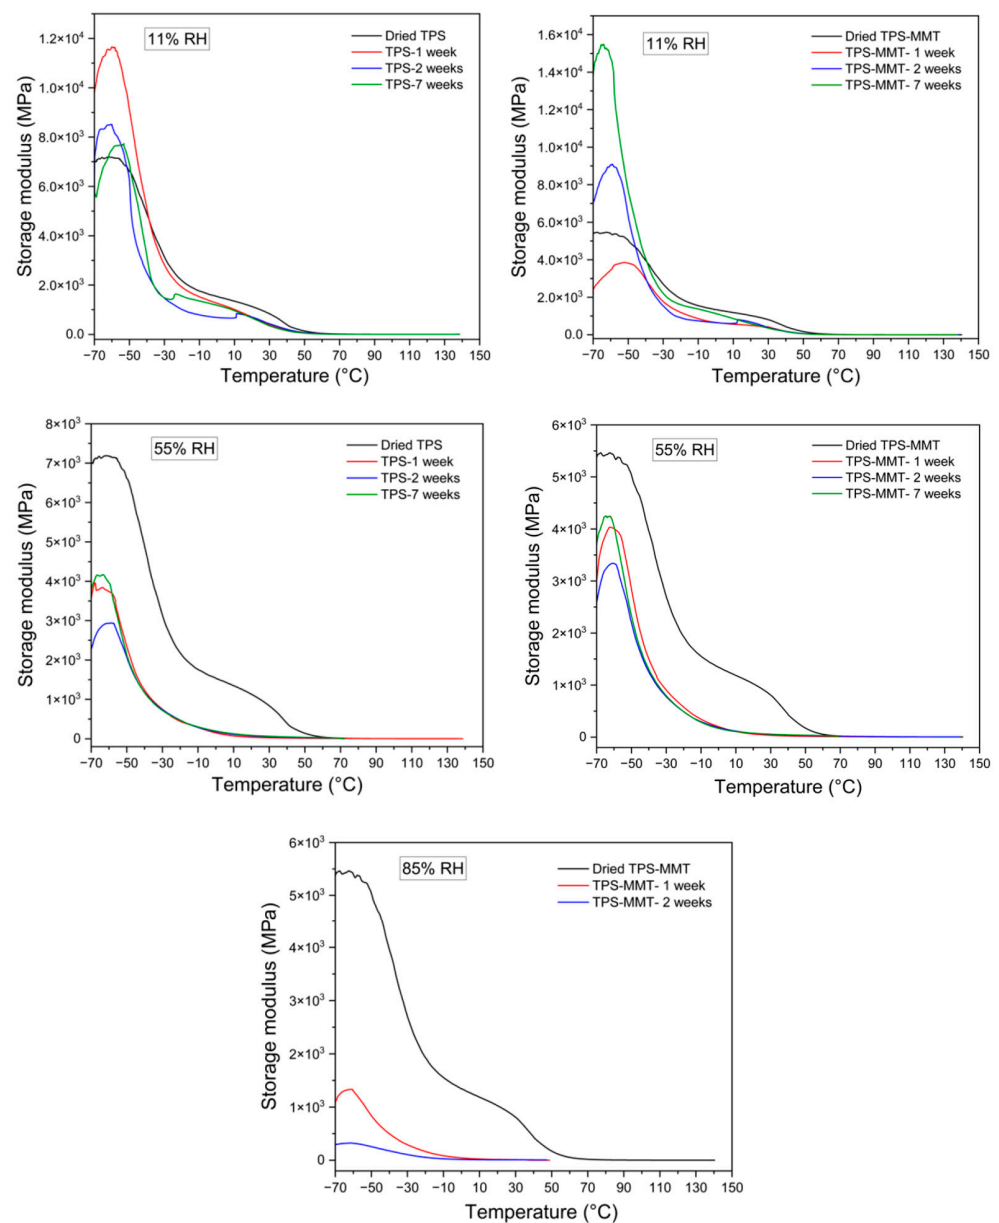 11% RH
Dried TPS
TPS-1 week
TPS-2 weeks
TPS-7 weeks
Storage modulus (MPa)
1.2×10⁴
1.0×10⁴
8.0×10³
6.0×10³
4.0×10³
2.0×10³
0.0
−70 −50 −30 −10 10 30 50 70 90 110 130 150
Temperature (°C)
11% RH
Dried TPS-MMT
TPS-MMT- 1 week
TPS-MMT- 2 weeks
TPS-MMT- 7 weeks
Storage modulus (MPa)
1.6×10⁴
1.4×10⁴
1.2×10⁴
1.0×10⁴
8.0×10³
6.0×10³
4.0×10³
2.0×10³
0.0
−70 −50 −30 −10 10 30 50 70 90 110 130 150
Temperature (°C)
55% RH
Dried TPS
TPS-1 week
TPS-2 weeks
TPS-7 weeks
Storage modulus (MPa)
8×10³
7×10³
6×10³
5×10³
4×10³
3×10³
2×10³
1×10³
0
−70 −50 −30 −10 10 30 50 70 90 110 130 150
Temperature (°C)
55% RH
Dried TPS-MMT
TPS-MMT- 1 week
TPS-MMT- 2 weeks
TPS-MMT- 7 weeks
Storage modulus (MPa)
6×10³
5×10³
4×10³
3×10³
2×10³
1×10³
0
−70 −50 −30 −10 10 30 50 70 90 110 130 150
Temperature (°C)
85% RH
Dried TPS-MMT
TPS-MMT- 1 week
TPS-MMT- 2 weeks
Storage modulus (MPa)
6×10³
5×10³
4×10³
3×10³
2×10³
1×10³
0
−70 −50 −30 −10 10 30 50 70 90 110 130 150
Temperature (°C)